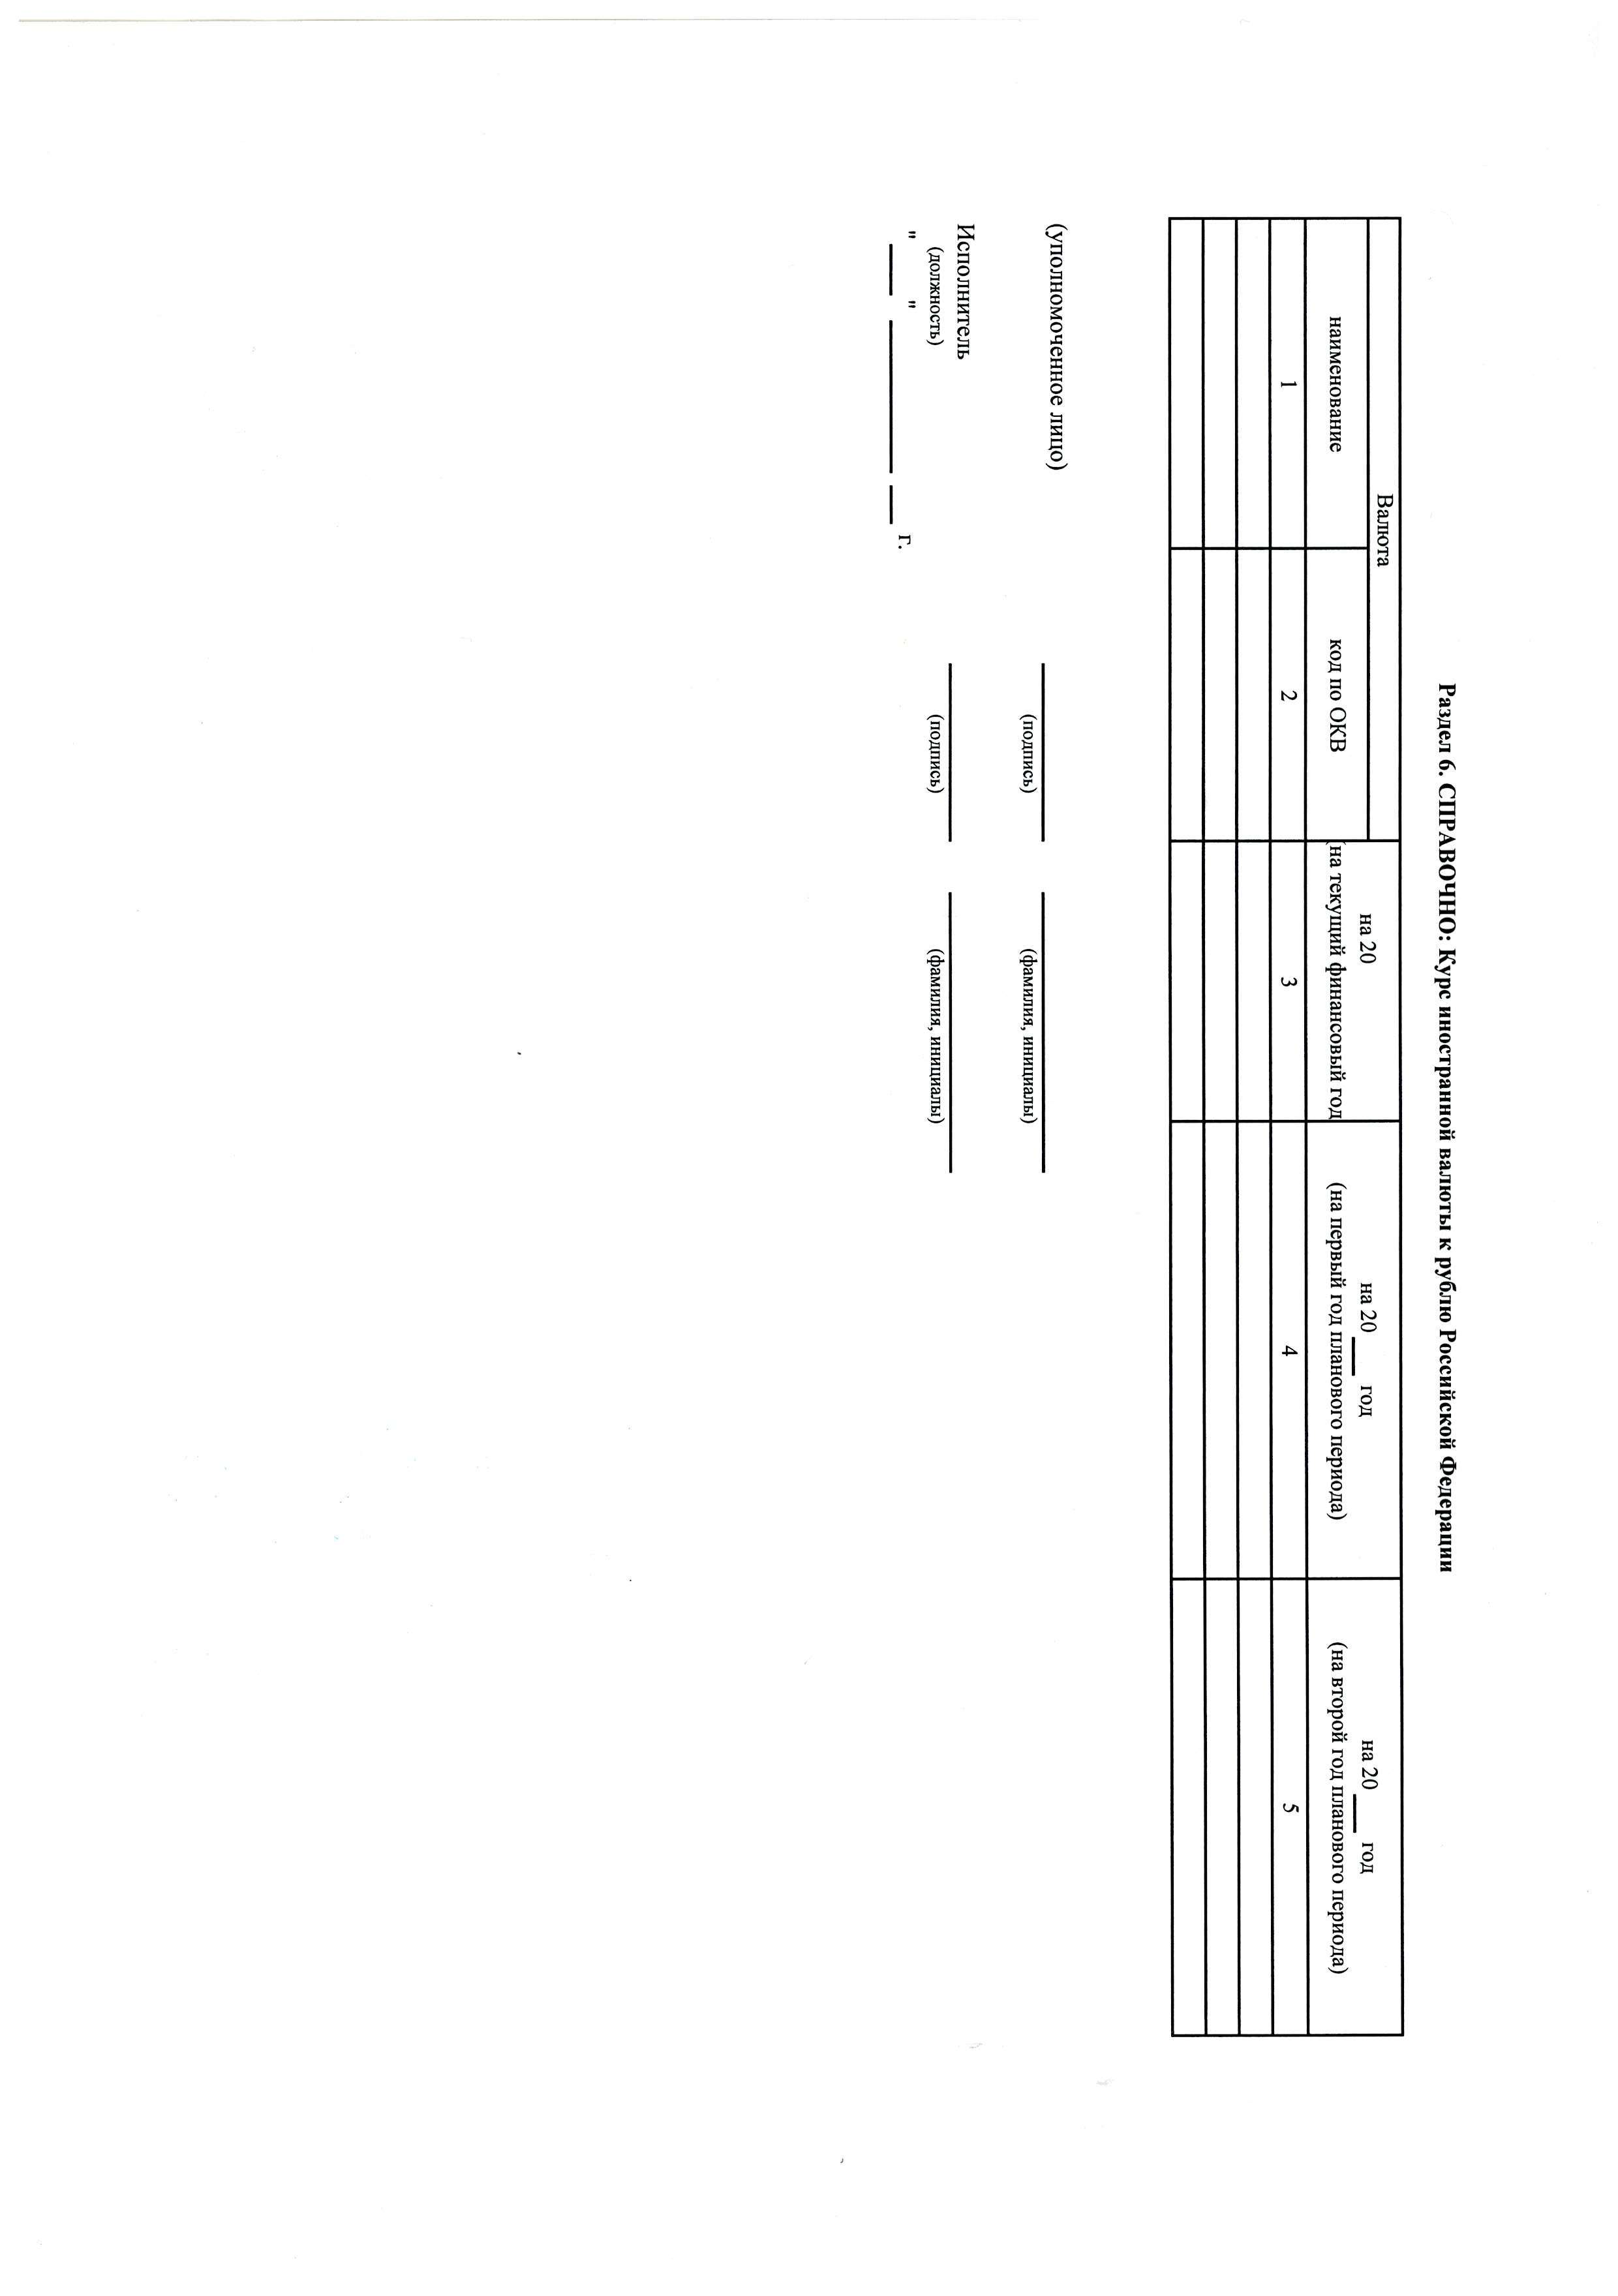 Раздел 6. СПРАВОЧНО: Курс иностранной валюты к рублю Российской Федерации
Валюта
на 20
на 20 ___ год
на 20 ___ год
наименование
код по ОКВ
(на текущий финансовый год
(на первый год планового периода)
(на второй год планового периода)
1 2 3 4 5
(уполномоченное лицо)
(подпись) (фамилия, инициалы)
Исполнитель
(должность) (подпись) (фамилия, инициалы)
" ___ " _________ ___ г.